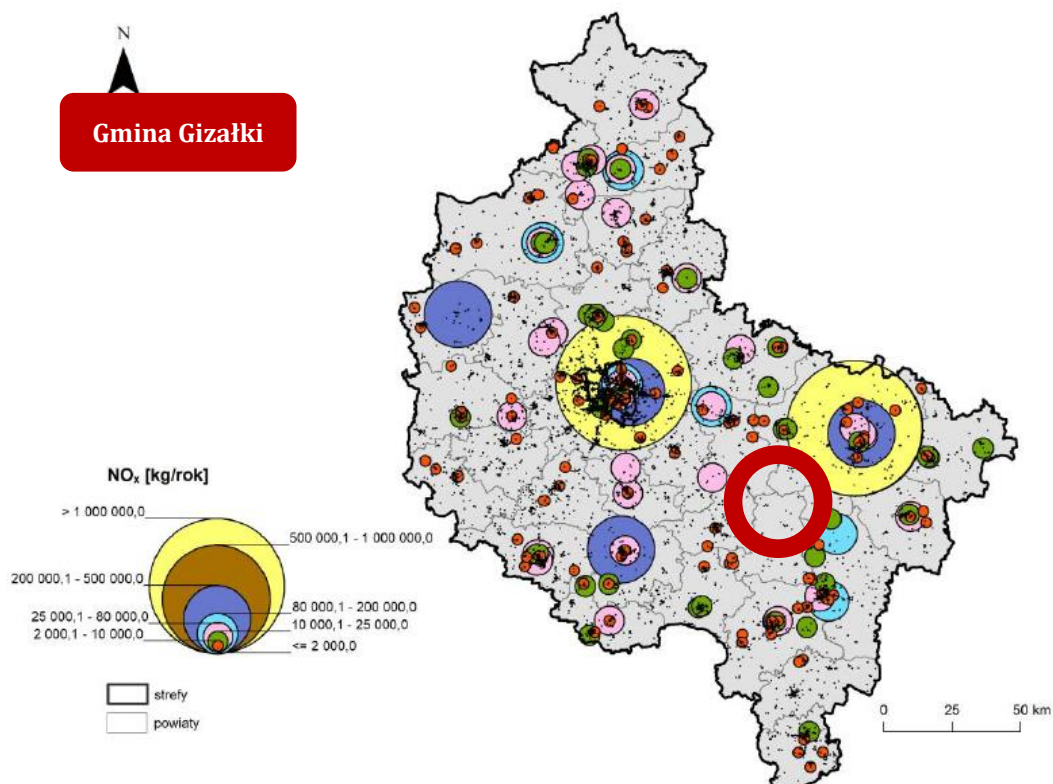 N
Gmina Gizałki
NOₓ [kg/rok]
> 1 000 000,0
500 000,1 - 1 000 000,0
200 000,1 - 500 000,0
80 000,1 - 200 000,0
25 000,1 - 80 000,0
10 000,1 - 25 000,0
2 000,1 - 10 000,0
<= 2 000,0
strefy
powiaty
0 25 50 km